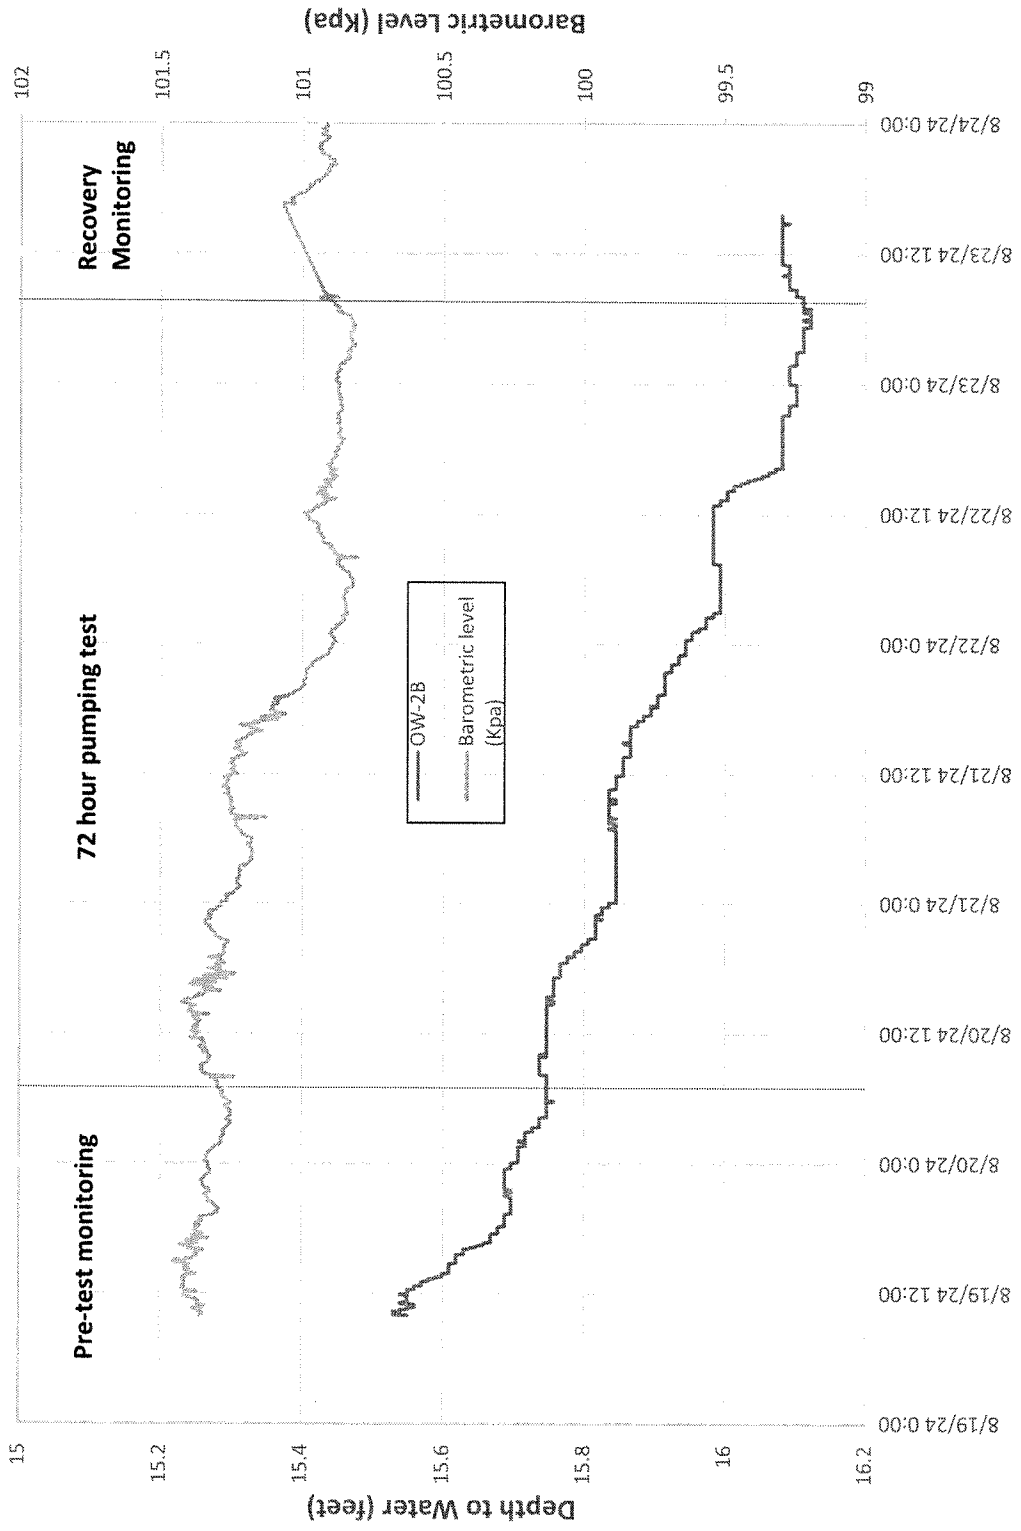 Pre-test monitoring
72 hour pumping test
Recovery
Monitoring
Depth to Water (feet)
15
15.2
15.4
15.6
15.8
16
16.2
Barometric Level (Kpa)
102
101.5
101
100.5
100
99.5
99
OW-2B
Barometric level
(Kpa)
8/19/24 0:00
8/19/24 12:00
8/20/24 0:00
8/20/24 12:00
8/21/24 0:00
8/21/24 12:00
8/22/24 0:00
8/22/24 12:00
8/23/24 0:00
8/23/24 12:00
8/24/24 0:00